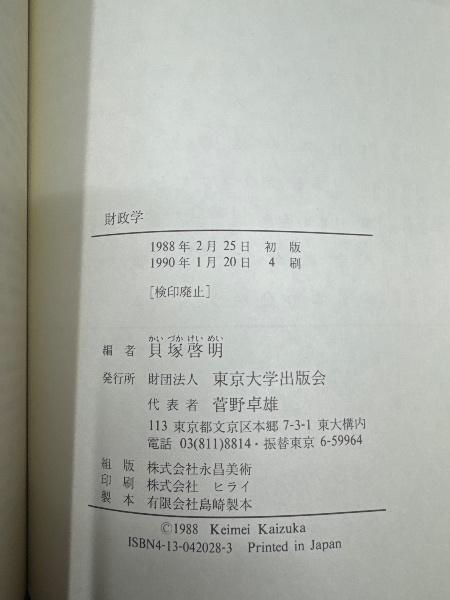 財政学
1988年2月25日 初版
1990年1月20日 4刷
[検印廃止]
かいづかけいめい
編者 貝塚啓明
発行所 財団法人 東京大学出版会
代表者 菅野卓雄
113 東京都文京区本郷7-3-1 東大構内
電話 03(811)8814・振替東京6-59964
組版 株式会社永昌美術
印刷 株式会社 ヒライ
製本 有限会社島崎製本
©1988 Keimei Kaizuka
ISBN4-13-042028-3 Printed in Japan